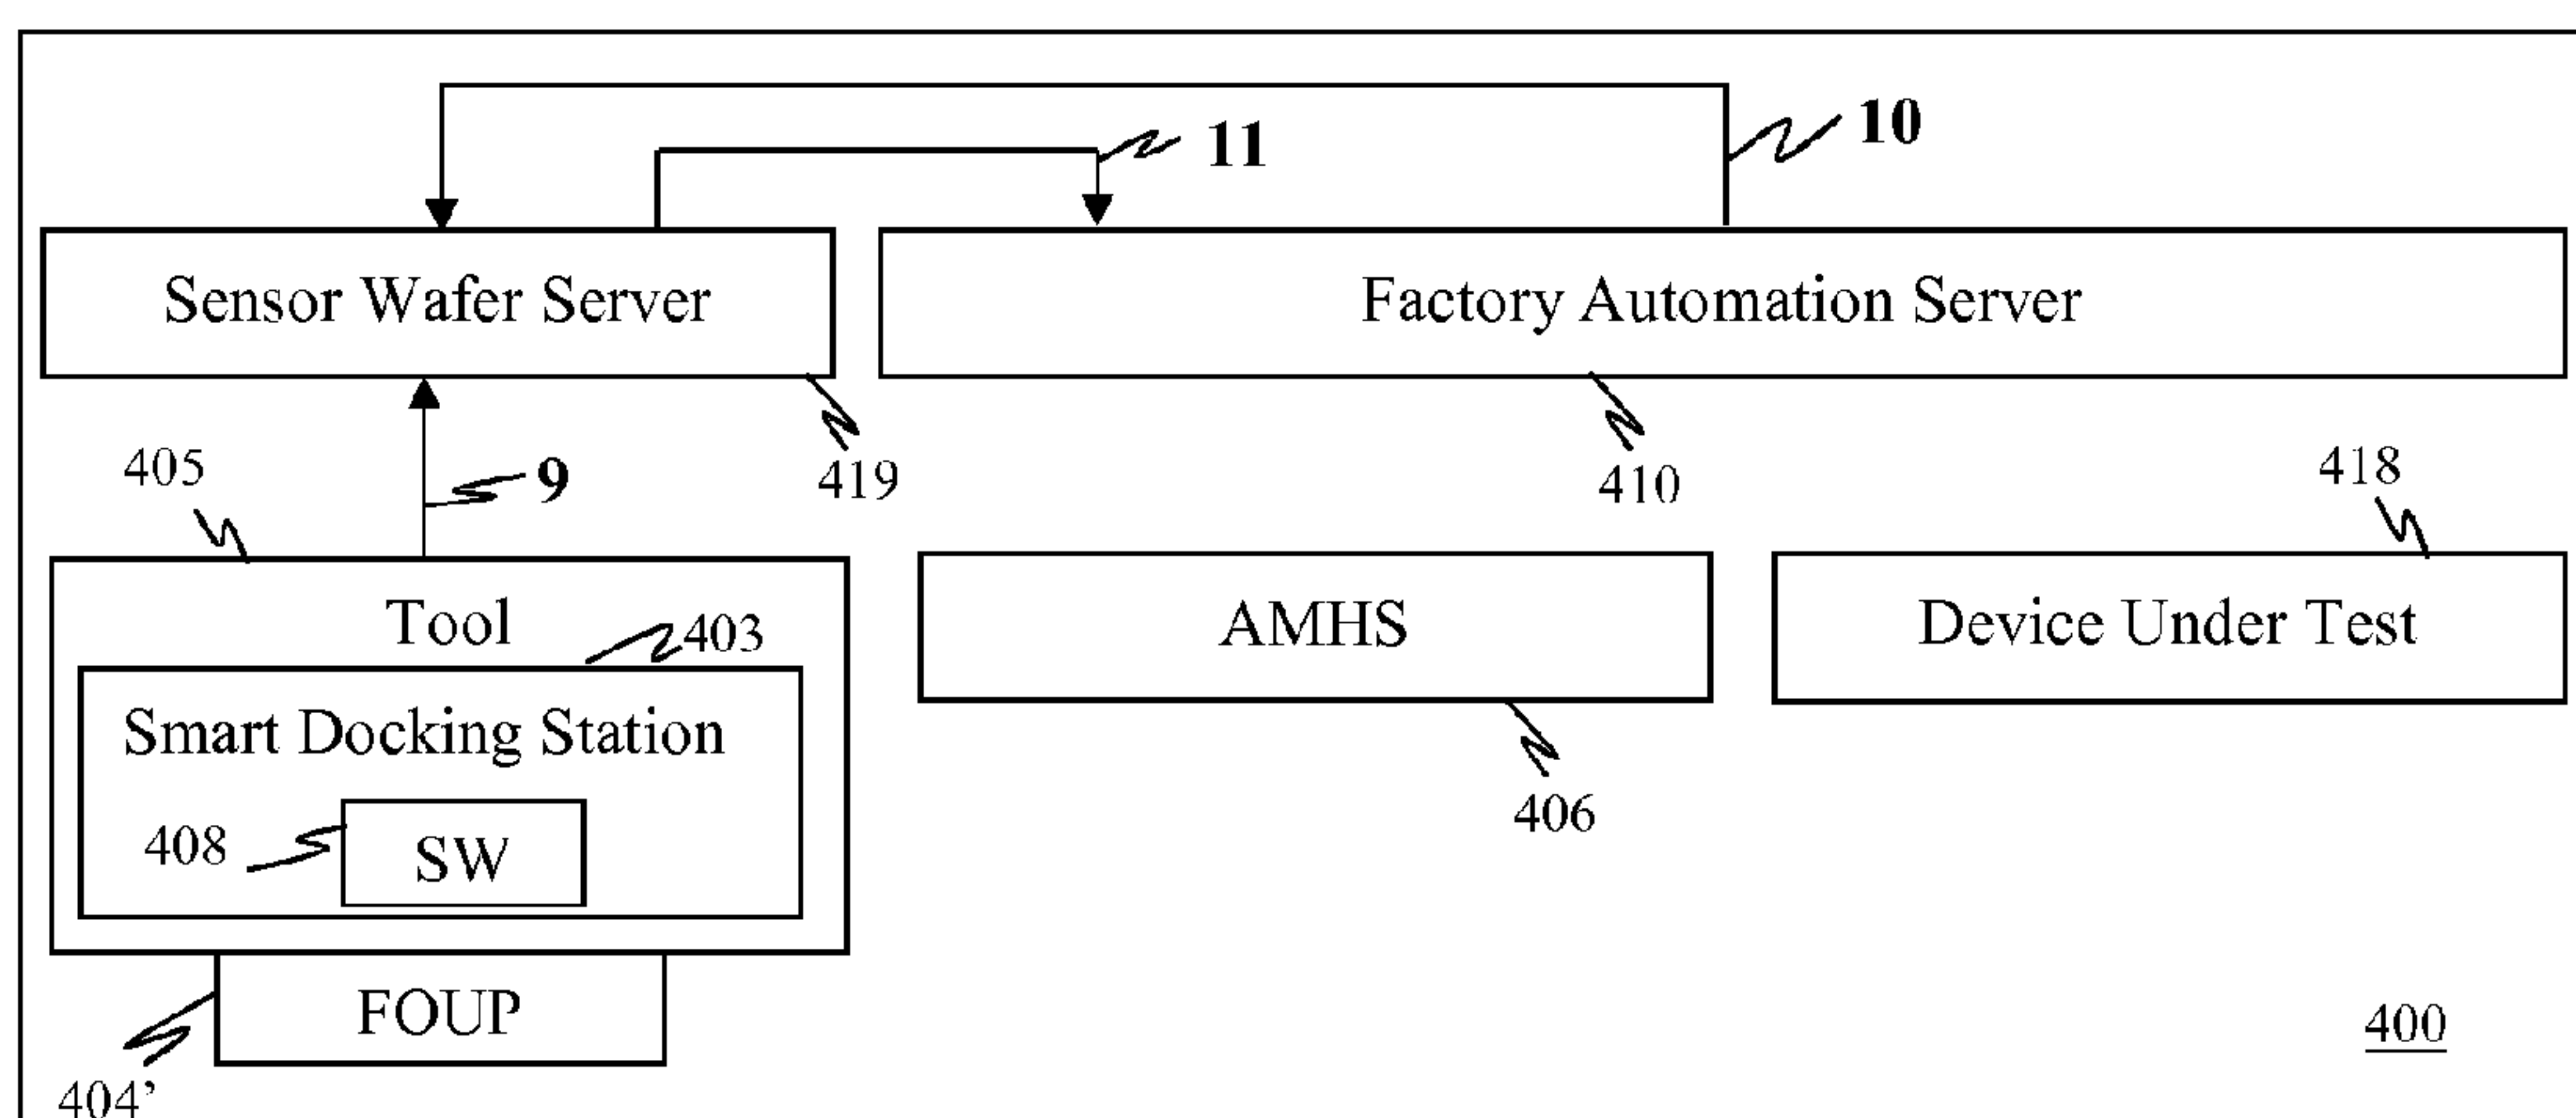 10
11
Sensor Wafer Server
Factory Automation Server
405
9
419
410
418
Tool
403
AMHS
Device Under Test
Smart Docking Station
408
SW
406
FOUP
400
404’